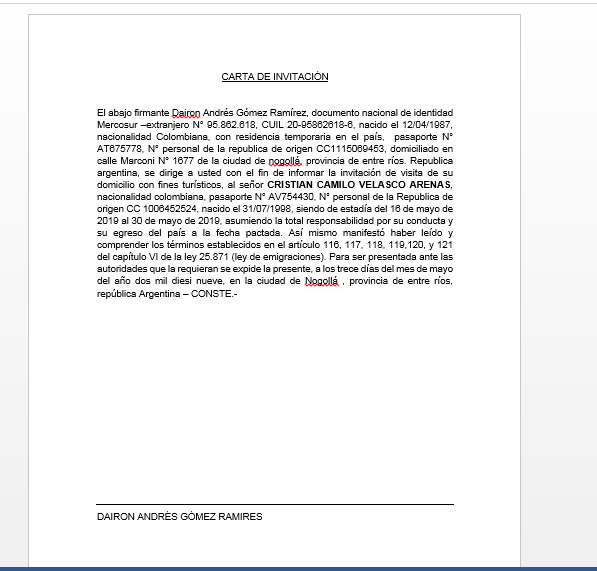 CARTA DE INVITACIÓN
El abajo firmante Dairon Andrés Gómez Ramírez, documento nacional de identidad
Mercosur –extranjero N° 95.862.618, CUIL 20-95862618-6, nacido el 12/04/1987,
nacionalidad Colombiana, con residencia temporaria en el país, pasaporte N°
AT675778, N° personal de la republica de origen CC1115069453, domiciliado en
calle Marconi N° 1677 de la ciudad de nogollá, provincia de entre ríos. Republica
argentina, se dirige a usted con el fin de informar la invitación de visita de su
domicilio con fines turísticos, al señor CRISTIAN CAMILO VELASCO ARENAS,
nacionalidad colombiana, pasaporte N° AV754430, N° personal de la Republica de
origen CC 1006452524, nacido el 31/07/1998, siendo de estadía del 16 de mayo de
2019 al 30 de mayo de 2019, asumiendo la total responsabilidad por su conducta y
su egreso del país a la fecha pactada. Así mismo manifestó haber leído y
comprender los términos establecidos en el artículo 116, 117, 118, 119,120, y 121
del capítulo VI de la ley 25.871 (ley de emigraciones). Para ser presentada ante las
autoridades que la requieran se expide la presente, a los trece días del mes de mayo
del año dos mil diesi nueve, en la ciudad de Nogollá , provincia de entre ríos,
república Argentina – CONSTE.-
DAIRON ANDRÉS GÓMEZ RAMIRES